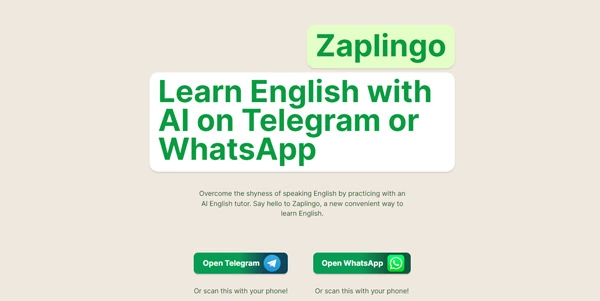 Zaplingo
Learn English with
AI on Telegram or
WhatsApp
Overcome the shyness of speaking English by practicing with an
AI English tutor. Say hello to Zaplingo, a new convenient way to
learn English.
Open Telegram
Open WhatsApp
Or scan this with your phone!
Or scan this with your phone!